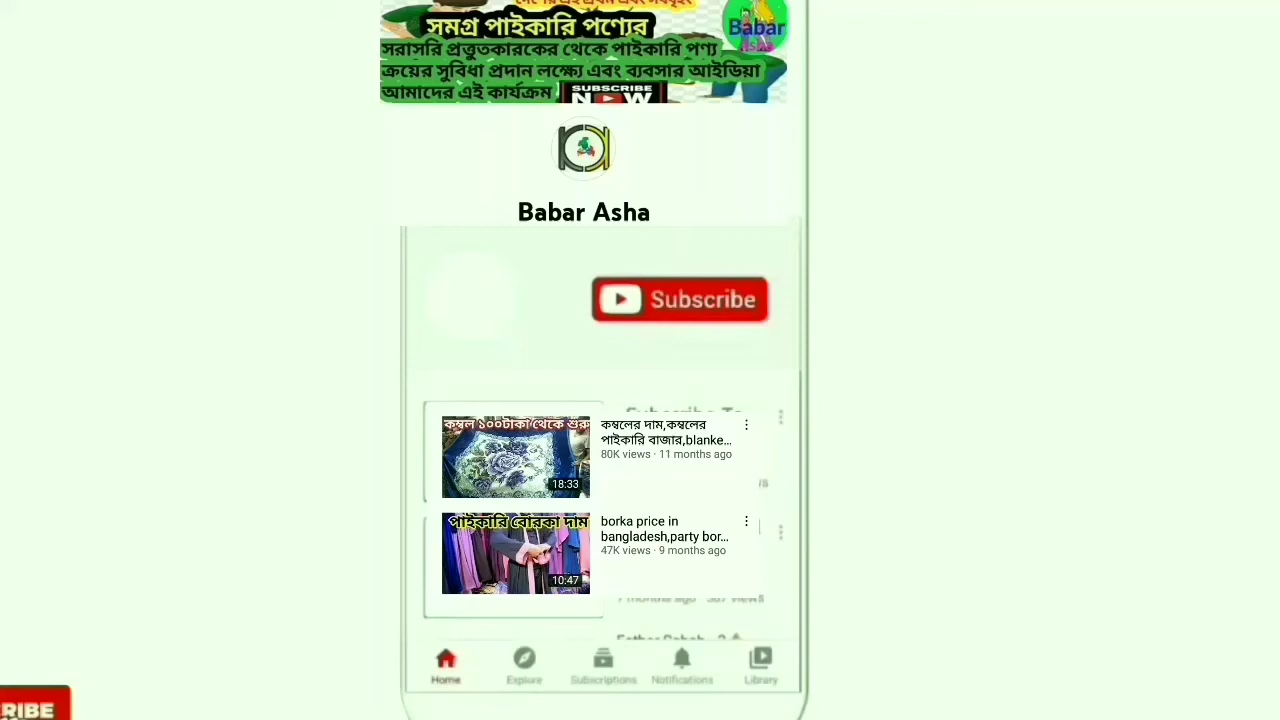 সমগ্র পাইকারি পণ্যের
Babar
Asha
সরাসরি প্রত্তুতকারকের থেকে পাইকারি পণ্য
ক্রয়ের সুবিধা প্রদান লক্ষ্যে এবং ব্যবসার আইডিয়া
আমাদের এই কার্যক্রম
SUBSCRIBE
NOW
Babar Asha
Subscribe
কম্বল ১০০টাকা থেকে শুরু
18:33
কম্বলের দাম,কম্বলের
পাইকারি বাজার,blanke...
80K views · 11 months ago
পাইকারি বোরকা দাম
10:47
borka price in
bangladesh,party bor...
47K views · 9 months ago
Home
Explore
Subscriptions
Notifications
Library
RIBE